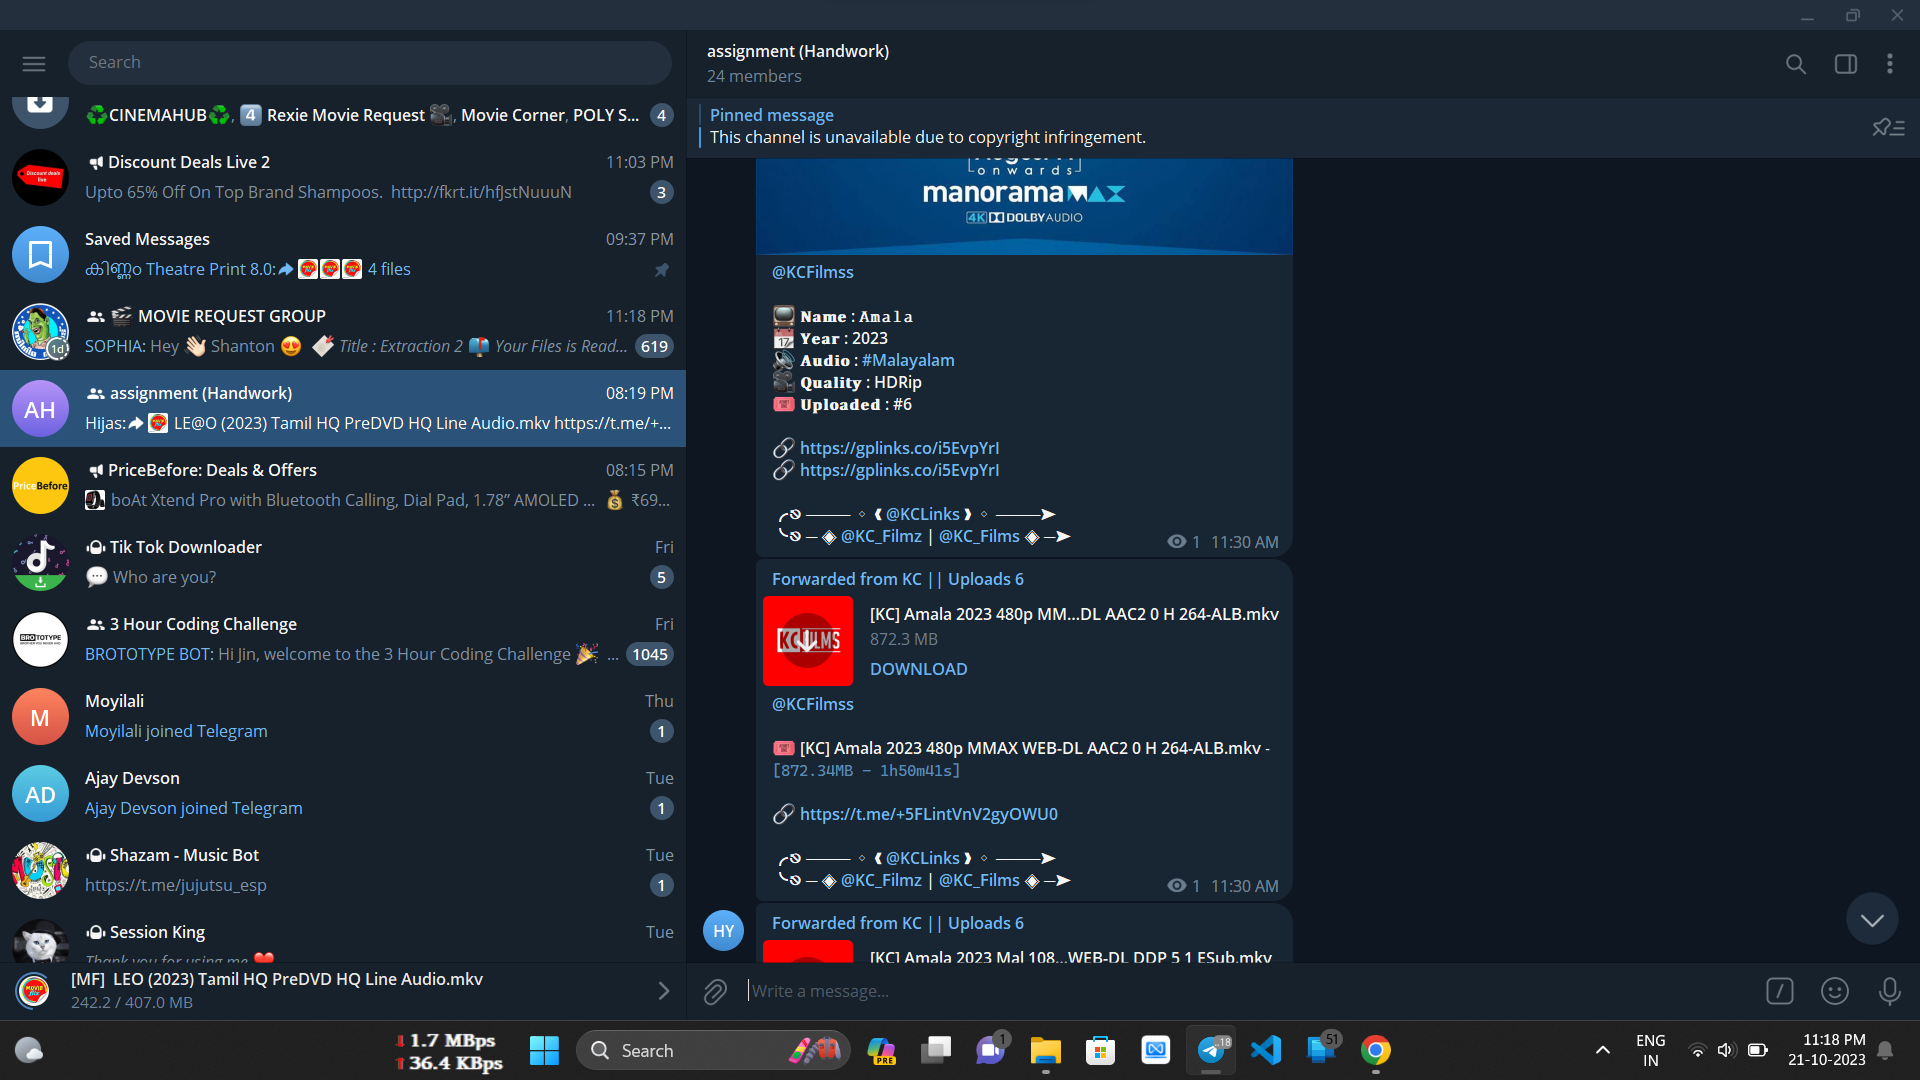 Search
♻️CINEMAHUB♻️, 4️⃣ Rexie Movie Request 🎥, Movie Corner, POLY S... 4
Discount Deals Live 2 11:03 PM
Upto 65% Off On Top Brand Shampoos. http://fkrt.it/hfJstNuuuN 3
Saved Messages 09:37 PM
കിണ്ണം Theatre Print 8.0: 4 files
🎬 MOVIE REQUEST GROUP 11:18 PM
1d
SOPHIA: Hey 👋🏻 Shanton 😍 Title : Extraction 2 📫 Your Files is Read... 619
AH
assignment (Handwork) 08:19 PM
Hijas: LE@O (2023) Tamil HQ PreDVD HQ Line Audio.mkv https://t.me/+...
PriceBefore
PriceBefore: Deals & Offers 08:15 PM
boAt Xtend Pro with Bluetooth Calling, Dial Pad, 1.78” AMOLED ... 💰 ₹69...
Tik Tok Downloader Fri
💬 Who are you? 5
BROTOTYPE
3 Hour Coding Challenge Fri
BROTOTYPE BOT: Hi Jin, welcome to the 3 Hour Coding Challenge 🎉 ... 1045
M
Moyilali Thu
Moyilali joined Telegram 1
AD
Ajay Devson Tue
Ajay Devson joined Telegram 1
Shazam - Music Bot Tue
https://t.me/jujutsu_esp 1
Session King Tue
Thank you for using me ❤️
[MF] LEO (2023) Tamil HQ PreDVD HQ Line Audio.mkv
242.2 / 407.0 MB
assignment (Handwork)
24 members
Pinned message
This channel is unavailable due to copyright infringement.
onwards
manoramaMAX
4K DOLBY AUDIO
@KCFilmss
📺 Name : Amala
📅 Year : 2023
🔊 Audio : #Malayalam
🎥 Quality : HDRip
🎟 Uploaded : #6
🔗 https://gplinks.co/i5EvpYrI
🔗 https://gplinks.co/i5EvpYrI
@KCLinks
@KC_Filmz | @KC_Films
1 11:30 AM
Forwarded from KC || Uploads 6
KC FILMS
[KC] Amala 2023 480p MM...DL AAC2 0 H 264-ALB.mkv
872.3 MB
DOWNLOAD
@KCFilmss
🎟 [KC] Amala 2023 480p MMAX WEB-DL AAC2 0 H 264-ALB.mkv -
[872.34MB - 1h50m41s]
🔗 https://t.me/+5FLintVnV2gyOWU0
@KCLinks
@KC_Filmz | @KC_Films
1 11:30 AM
HY
Forwarded from KC || Uploads 6
[KC] Amala 2023 Mal 108...WEB-DL DDP 5 1 ESub.mkv
Write a message...
1.7 MBps
36.4 KBps
Search
PRE
1
..18
51
ENG
IN
11:18 PM
21-10-2023